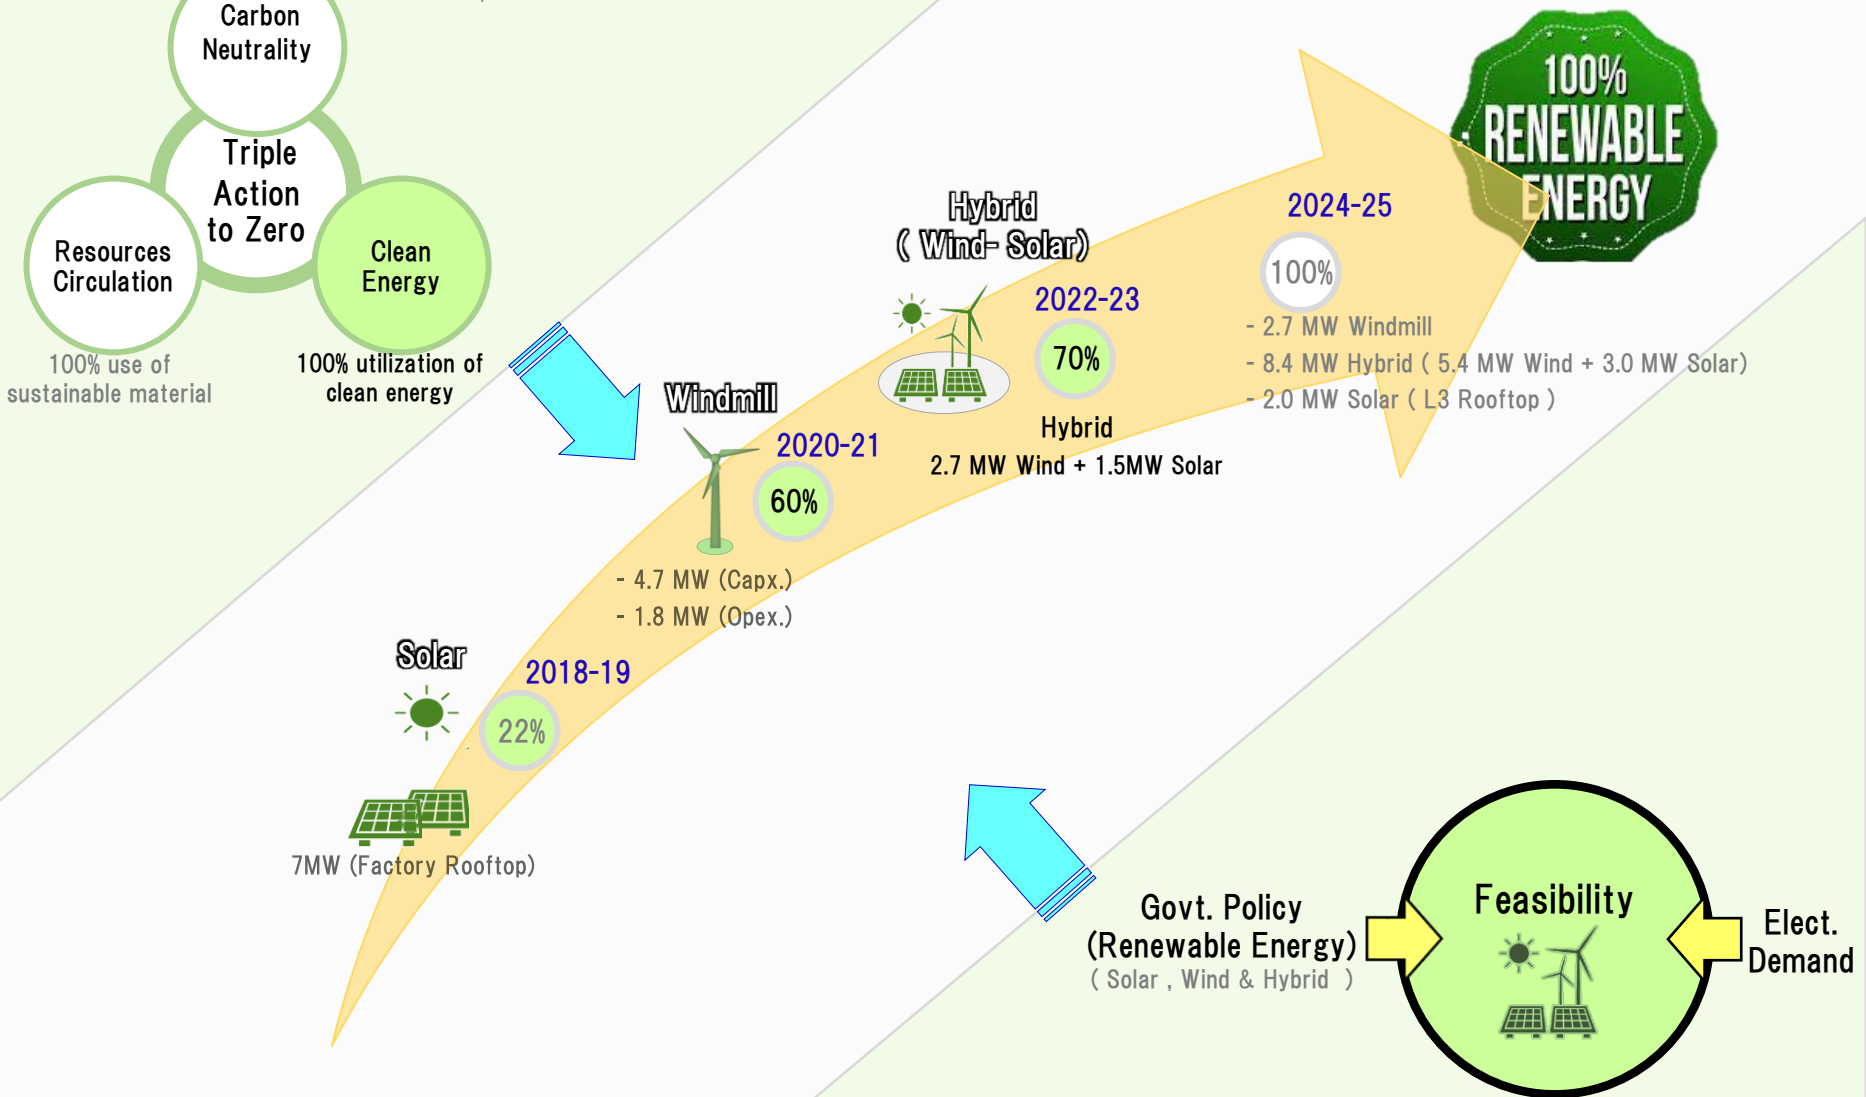 Carbon
Neutrality
Triple
Action
to Zero
Resources
Circulation
Clean
Energy
100% use of
sustainable material
100% utilization of
clean energy
100%
RENEWABLE
ENERGY
2024-25
100%
- 2.7 MW Windmill
- 8.4 MW Hybrid ( 5.4 MW Wind + 3.0 MW Solar)
- 2.0 MW Solar ( L3 Rooftop )
Hybrid
( Wind- Solar)
2022-23
70%
Hybrid
2.7 MW Wind + 1.5MW Solar
Windmill
2020-21
60%
- 4.7 MW (Capx.)
- 1.8 MW (Opex.)
Solar
2018-19
22%
7MW (Factory Rooftop)
Govt. Policy
(Renewable Energy)
( Solar , Wind & Hybrid )
Feasibility
Elect.
Demand